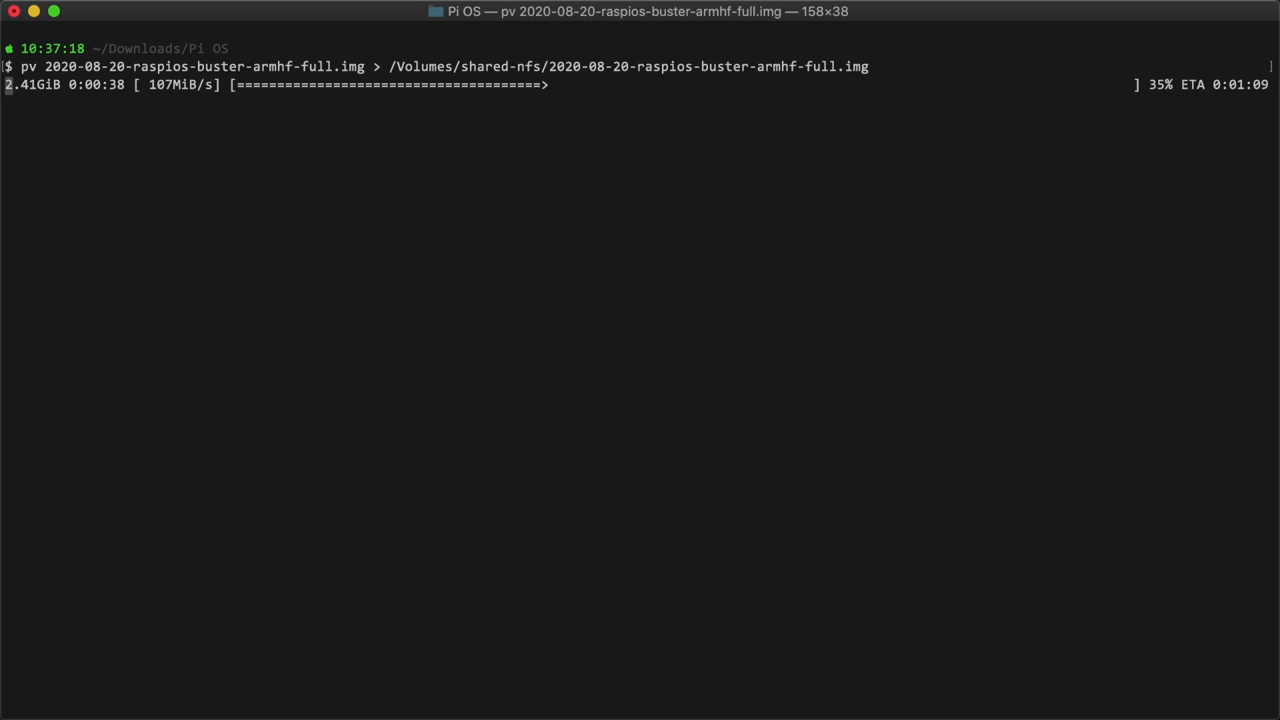 Pi OS — pv 2020-08-20-raspios-buster-armhf-full.img — 158×38
10:37:18 ~/Downloads/Pi OS
[$ pv 2020-08-20-raspios-buster-armhf-full.img > /Volumes/shared-nfs/2020-08-20-raspios-buster-armhf-full.img ]
2.41GiB 0:00:38 [ 107MiB/s] [======================================> ] 35% ETA 0:01:09